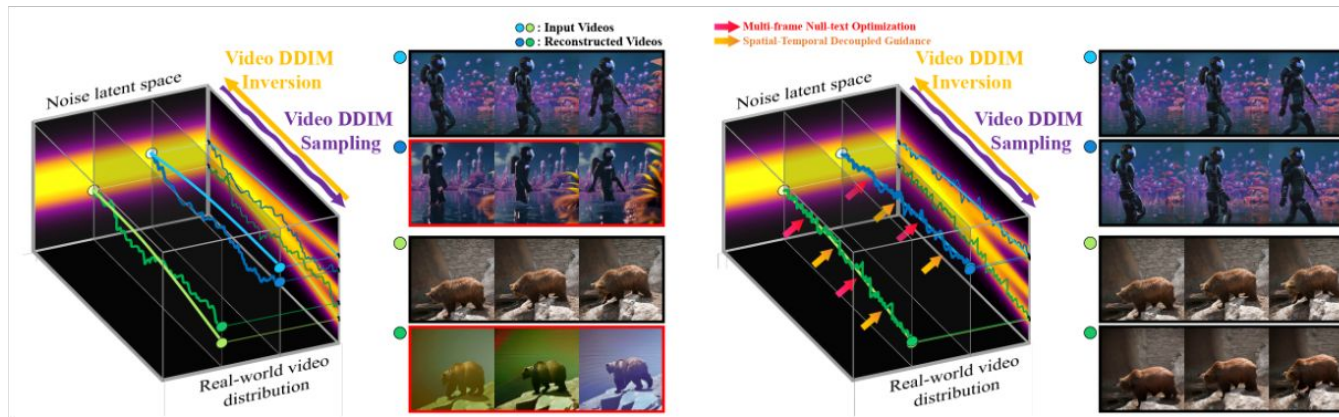 : Input Videos
: Reconstructed Videos
Video DDIM
Inversion
Noise latent space
Video DDIM
Sampling
Real-world video
distribution
Multi-frame Null-text Optimization
Spatial-Temporal Decoupled Guidance
Video DDIM
Inversion
Noise latent space
Video DDIM
Sampling
Real-world video
distribution